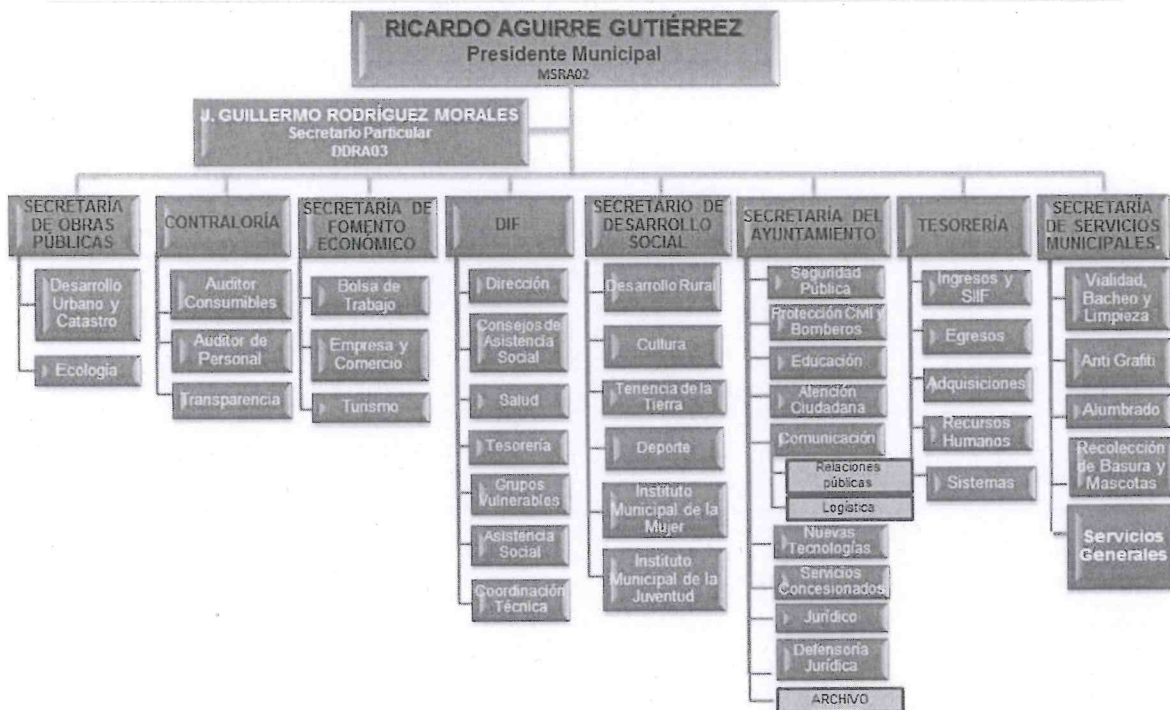 RICARDO AGUIRRE GUTIÉRREZ
Presidente Municipal
MSRA02
J. GUILLERMO RODRÍGUEZ MORALES
Secretario Particular
DDRA03
SECRETARÍA
DE OBRAS
PÚBLICAS
Desarrollo
Urbano y
Catastro
Ecología
CONTRALORÍA
Auditor
Consumibles
Auditor de
Personal
Transparencia
SECRETARÍA DE
FOMENTO
ECONÓMICO
Bolsa de
Trabajo
Empresa y
Comercio
Turismo
DIF
Dirección
Consejos de
Asistencia
Social
Salud
Tesorería
Grupos
Vulnerables
Asistencia
Social
Coordinación
Técnica
SECRETARIO DE
DESARROLLO
SOCIAL
Desarrollo Rural
Cultura
Tenencia de la
Tierra
Deporte
Instituto
Municipal de la
Mujer
Instituto
Municipal de la
Juventud
SECRETARÍA DEL
AYUNTAMIENTO
Seguridad
Pública
Protección Civil y
Bomberos
Educación
Atención
Ciudadana
Comunicación
Relaciones
públicas
Logística
Nuevas
Tecnologías
Servicios
Concesionados
Jurídico
Defensoría
Jurídica
ARCHIVO
TESORERÍA
Ingresos y
SiIF
Egresos
Adquisiciones
Recursos
Humanos
Sistemas
SECRETARÍA
DE SERVICIOS
MUNICIPALES.
Vialidad,
Bacheo y
Limpieza
Anti Grafiti
Alumbrado
Recolección
de Basura y
Mascotas
Servicios
Generales